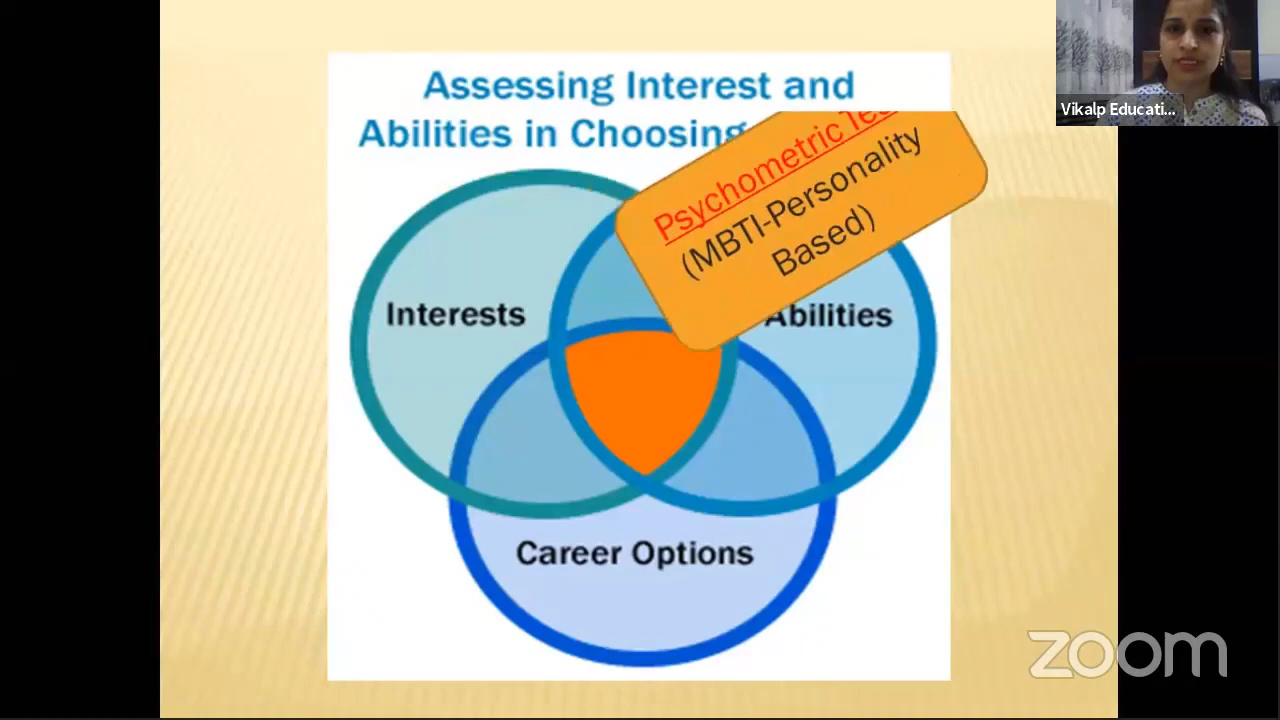 Assessing Interest and
Abilities in Choosing
Psychometric
(MBTI-Personality
Based)
Interests
Abilities
Career Options
Vikalp Educati...
zoom